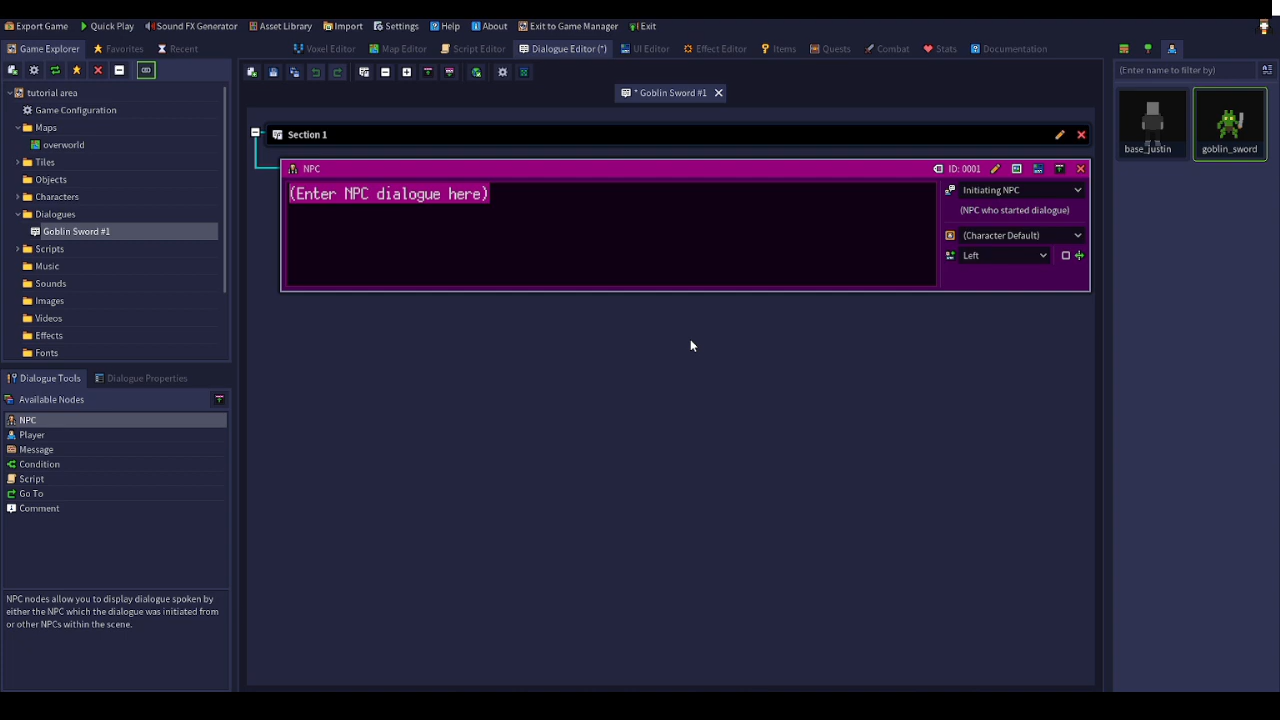 Export Game Quick Play Sound FX Generator Asset Library Import Settings Help About Exit to Game Manager Exit
Game Explorer Favorites Recent Voxel Editor Map Editor Script Editor Dialogue Editor (*) UI Editor Effect Editor Items Quests Combat Stats Documentation
(Enter name to filter by)
tutorial area
Game Configuration
Maps
overworld
Tiles
Objects
Characters
Dialogues
Goblin Sword #1
Scripts
Music
Sounds
Images
Videos
Effects
Fonts
Dialogue Tools Dialogue Properties
Available Nodes
NPC
Player
Message
Condition
Script
Go To
Comment
NPC nodes allow you to display dialogue spoken by
either the NPC which the dialogue was initiated from
or other NPCs within the scene.
* Goblin Sword #1
Section 1
NPC ID: 0001
(Enter NPC dialogue here)
Initiating NPC
(NPC who started dialogue)
(Character Default)
Left
base_justin goblin_sword